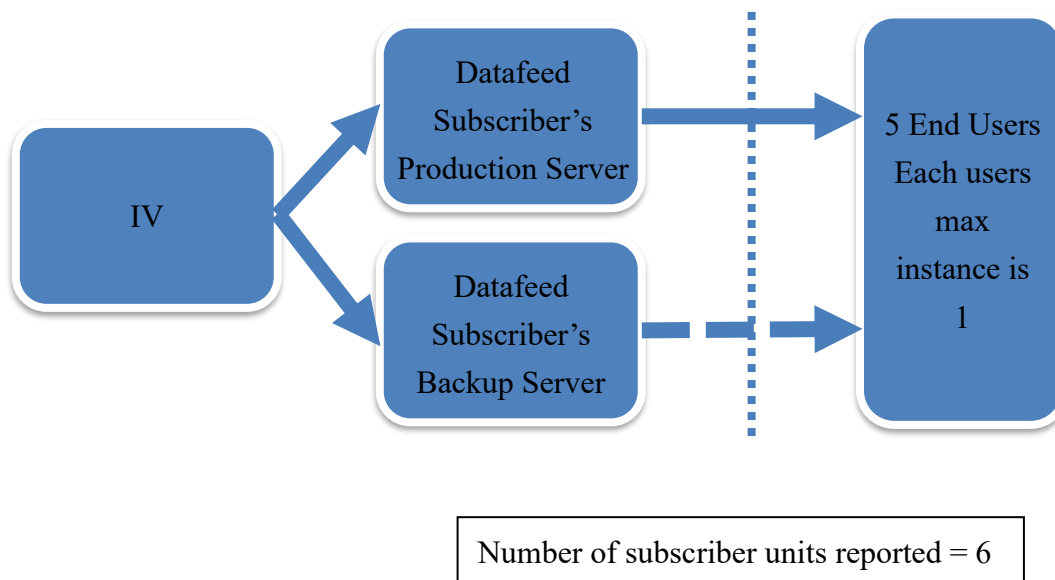 IV
Datafeed
Subscriber’s
Production Server
Datafeed
Subscriber’s
Backup Server
5 End Users
Each users
max
instance is
1
Number of subscriber units reported = 6